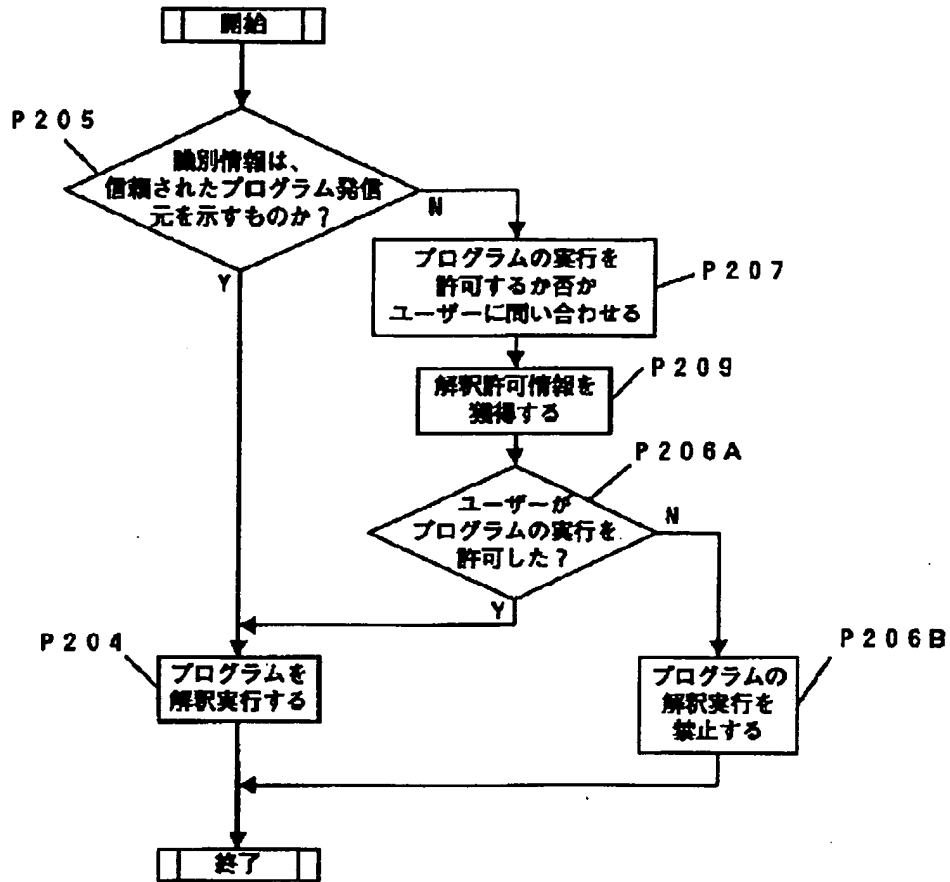 開始
P205
識別情報は、
信頼されたプログラム発信
元を示すものか？
N
Y
プログラムの実行を
許可するか否か
ユーザーに問い合わせる
P207
解釈許可情報を
獲得する
P209
P206A
ユーザーが
プログラムの実行を
許可した？
N
Y
P204
プログラムを
解釈実行する
P206B
プログラムの
解釈実行を
禁止する
終了